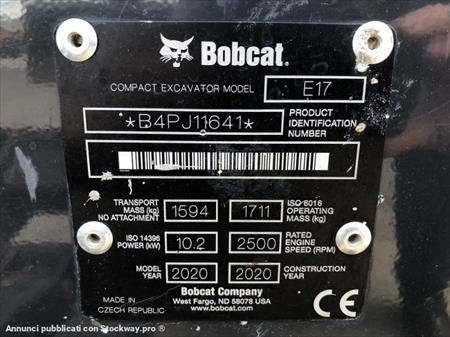 Bobcat.
COMPACT EXCAVATOR MODEL E17
*B4PJ11641* PRODUCT IDENTIFICATION NUMBER
TRANSPORT MASS (kg) NO ATTACHMENT 1594 1711 ISO 6016 OPERATING MASS (kg)
ISO 14396 POWER (kW) 10.2 2500 RATED ENGINE SPEED (RPM)
MODEL YEAR 2020 2020 CONSTRUCTION YEAR
Bobcat Company
MADE IN CZECH REPUBLIC West Fargo, ND 58078 USA
www.bobcat.com
CE
Annunci pubblicati on Stockway.pro ®